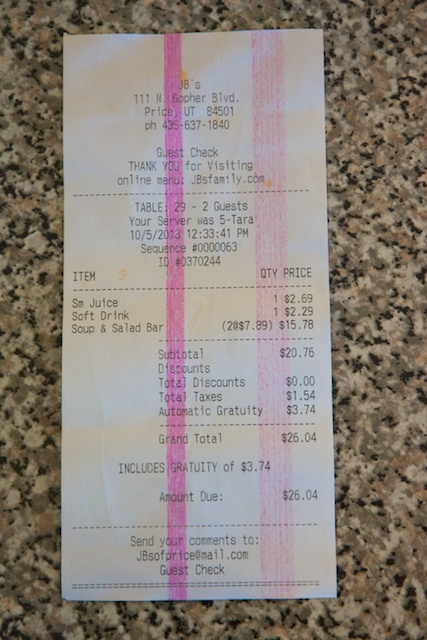 JB's
111 N. Gopher Blvd.
Price, UT 84501
ph 435-637-1840
Guest Check
THANK YOU for Visiting
online menu: JBsfamily.com
TABLE: 29 - 2 Guests
Your Server was 5-Tara
10/5/2013 12:33:41 PM
Sequence #0000063
ID #0370244
ITEM QTY PRICE
Sm Juice 1 $2.69
Soft Drink 1 $2.29
Soup & Salad Bar (2@$7.89) $15.78
Subtotal $20.76
Discounts
Total Discounts $0.00
Total Taxes $1.54
Automatic Gratuity $3.74
Grand Total $26.04
INCLUDES GRATUITY of $3.74
Amount Due: $26.04
Send your comments to:
JBsofprice@mail.com
Guest Check